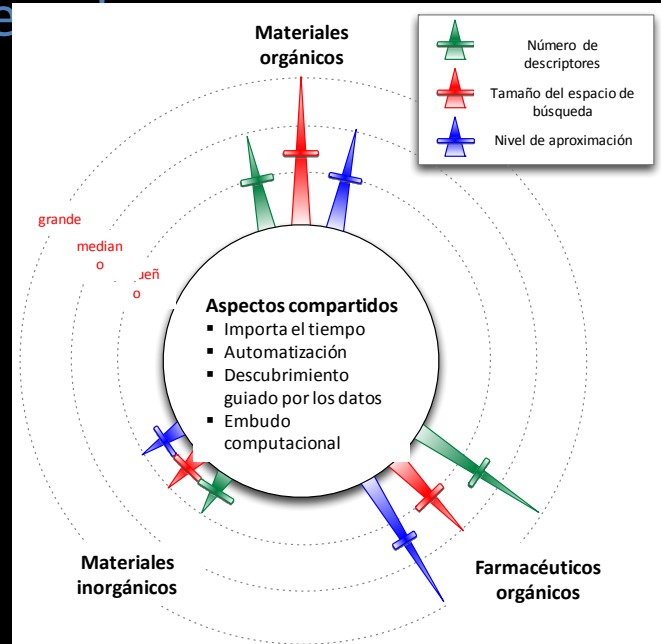 e
Materiales
orgánicos
Número de
descriptores
Tamaño del espacio de
búsqueda
Nivel de aproximación
grande
median
o
ueñ
o
Aspectos compartidos
▪ Importa el tiempo
▪ Automatización
▪ Descubrimiento
guiado por los datos
▪ Embudo
computacional
Materiales
inorgánicos
Farmacéuticos
orgánicos